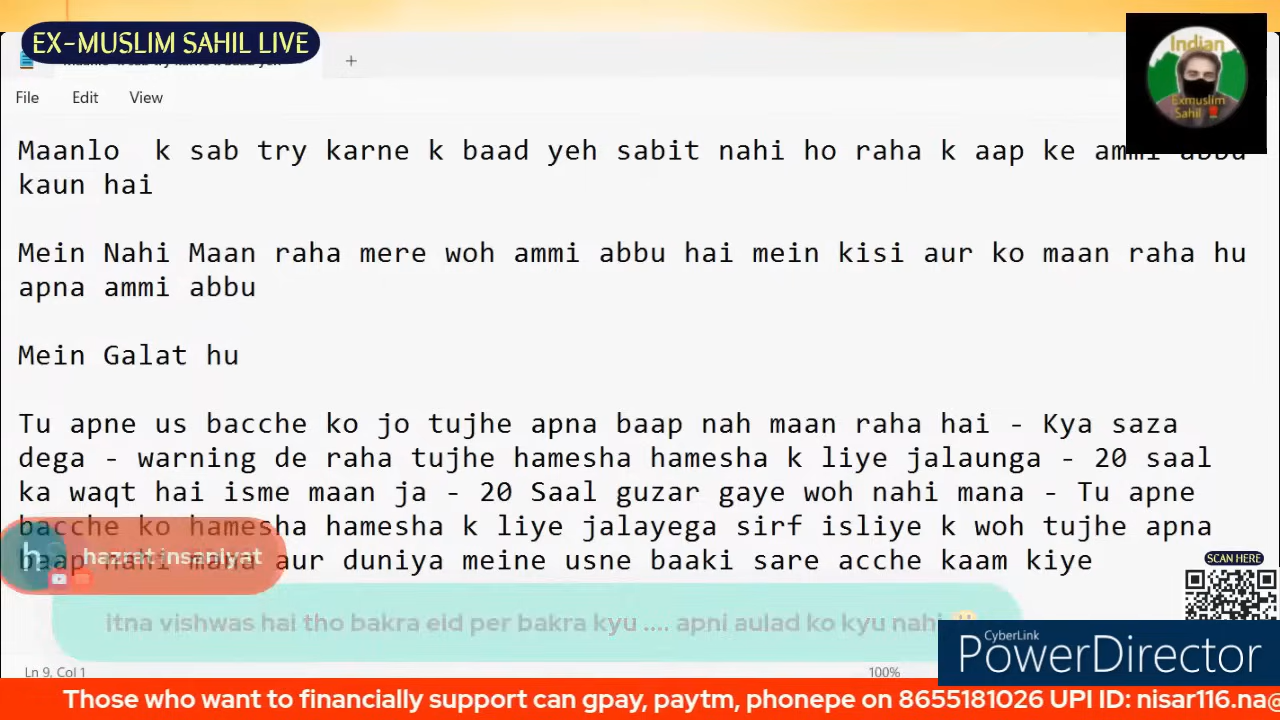 EX-MUSLIM SAHIL LIVE
Indian
Exmuslim
Sahil
File Edit View
Maanlo k sab try karne k baad yeh sabit nahi ho raha k aap ke ammi abbu
kaun hai
Mein Nahi Maan raha mere woh ammi abbu hai mein kisi aur ko maan raha hu
apna ammi abbu
Mein Galat hu
Tu apne us bacche ko jo tujhe apna baap nah maan raha hai - Kya saza
dega - warning de raha tujhe hamesha hamesha k liye jalaunga - 20 saal
ka waqt hai isme maan ja - 20 Saal guzar gaye woh nahi mana - Tu apne
bacche ko hamesha hamesha k liye jalayega sirf isliye k woh tujhe apna
baap nahi mana aur duniya meine usne baaki sare acche kaam kiye
h hazrat insaniyat
itna vishwas hai tho bakra eid per bakra kyu .... apni aulad ko kyu nahi
SCAN HERE
CyberLink
PowerDirector
Ln 9, Col 1 100%
Those who want to financially support can gpay, paytm, phonepe on 8655181026 UPI ID: nisar116.na@